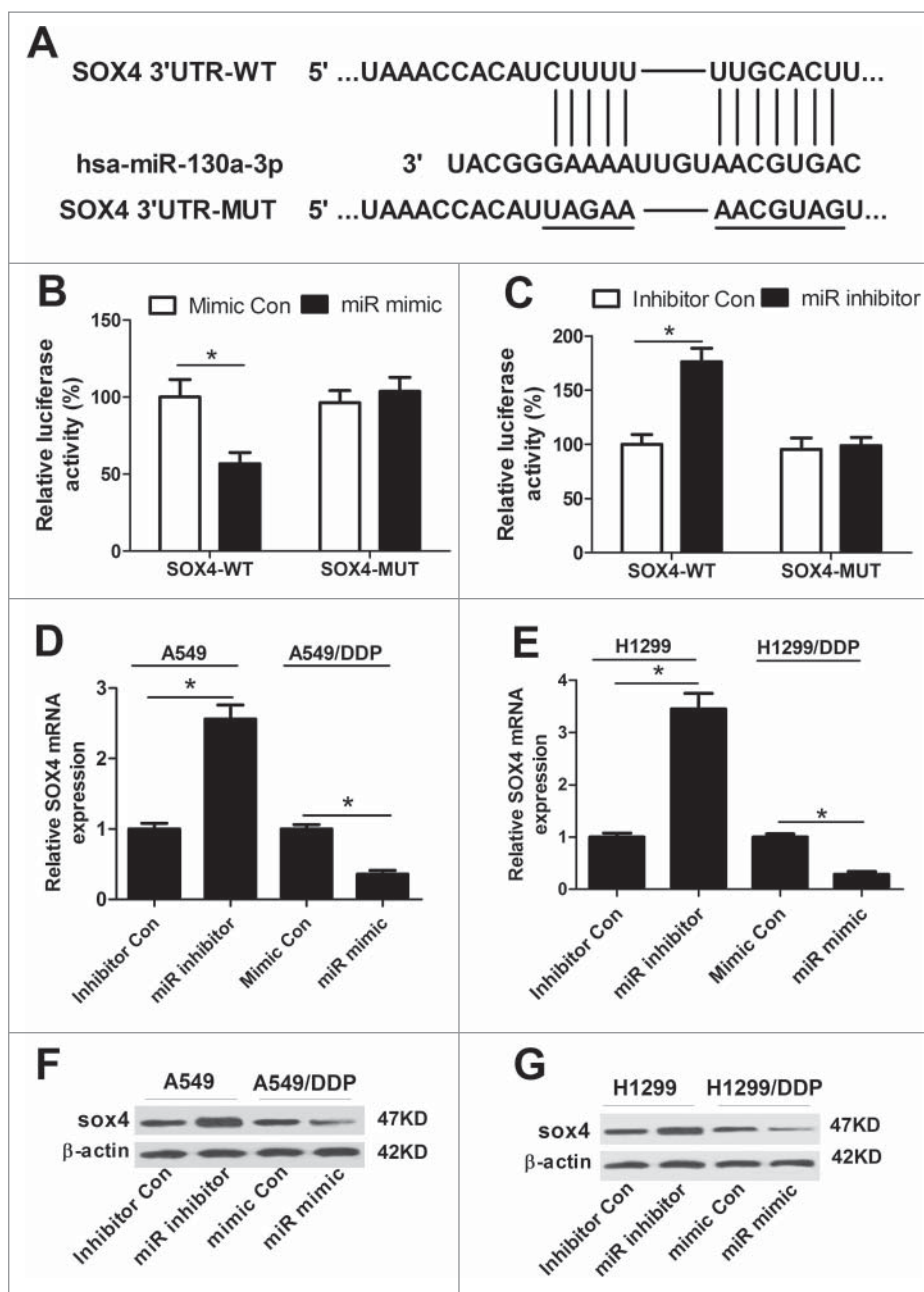 A
SOX4 3'UTR-WT 5' ...UAAACCACAUCUUUU UUGCACUU...
hsa-miR-130a-3p 3' UACGGGAAAAUUGUAACGUGAC
SOX4 3'UTR-MUT 5' ...UAAACCACAUUAGAA AACGUAGU...
B
Mimic Con miR mimic
Relative luciferase
activity (%)
150
100
50
0
*
SOX4-WT SOX4-MUT
C
Inhibitor Con miR inhibitor
Relative luciferase
activity (%)
200
150
100
50
0
*
SOX4-WT SOX4-MUT
D
A549 A549/DDP
Relative SOX4 mRNA
expression
3
2
1
0
*
*
Inhibitor Con
miR inhibitor
Mimic Con
miR mimic
E
H1299 H1299/DDP
Relative SOX4 mRNA
expression
4
3
2
1
0
*
*
Inhibitor Con
miR inhibitor
Mimic Con
miR mimic
F
A549 A549/DDP
sox4 47KD
β-actin 42KD
Inhibitor Con
miR inhibitor
mimic Con
miR mimic
G
H1299 H1299/DDP
sox4 47KD
β-actin 42KD
Inhibitor Con
miR inhibitor
mimic Con
miR mimic